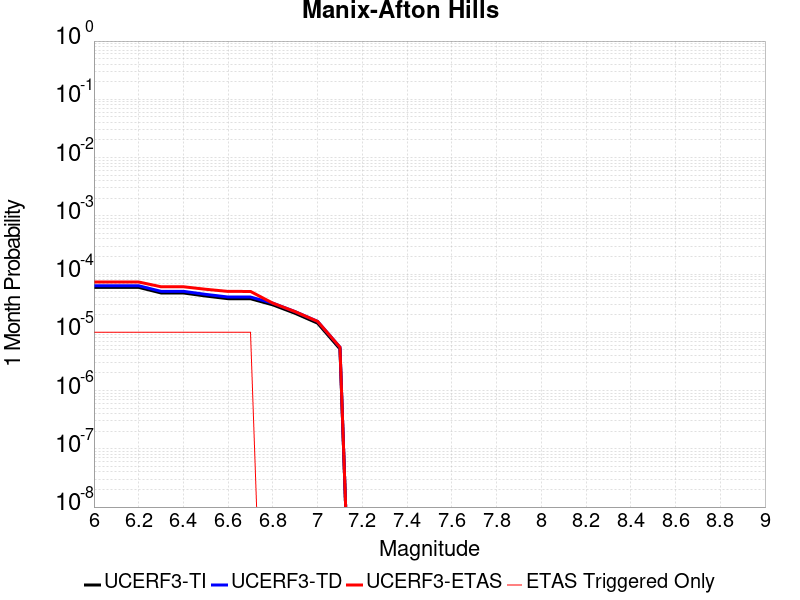 Manix-Afton Hills
1 Month Probability
10^0
10^-1
10^-2
10^-3
10^-4
10^-5
10^-6
10^-7
10^-8
6 6.2 6.4 6.6 6.8 7 7.2 7.4 7.6 7.8 8 8.2 8.4 8.6 8.8 9
Magnitude
UCERF3-TI UCERF3-TD UCERF3-ETAS ETAS Triggered Only